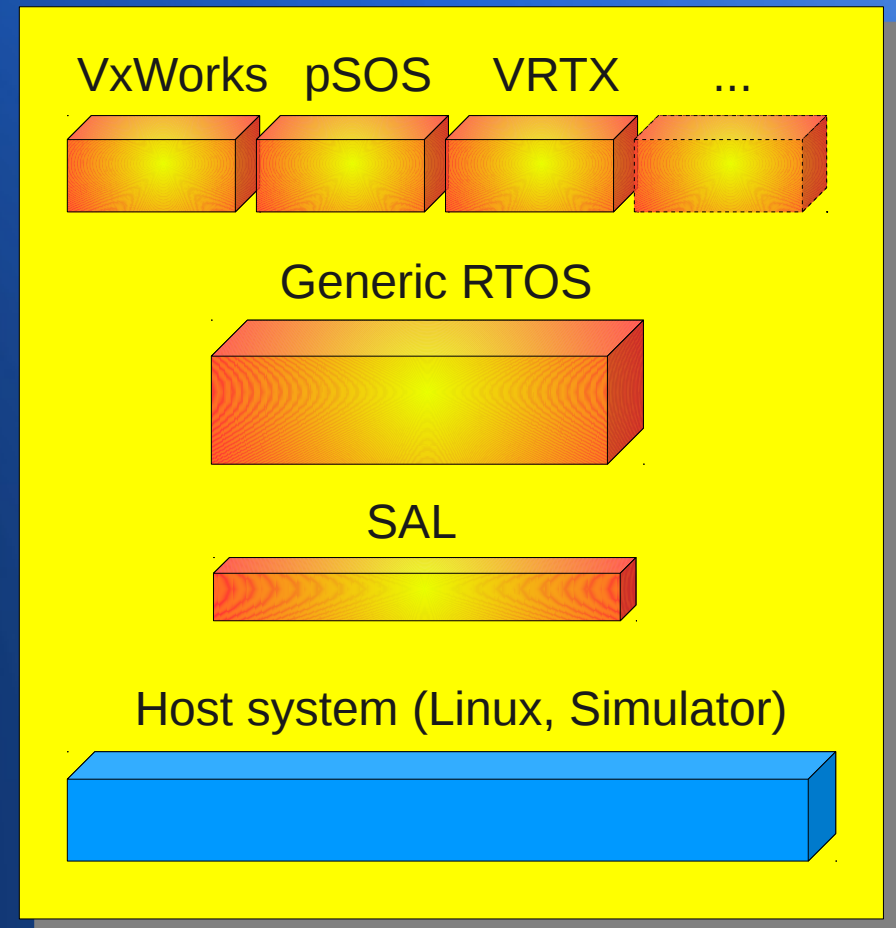 VxWorks pSOS VRTX ...
Generic RTOS
SAL
Host system (Linux, Simulator)